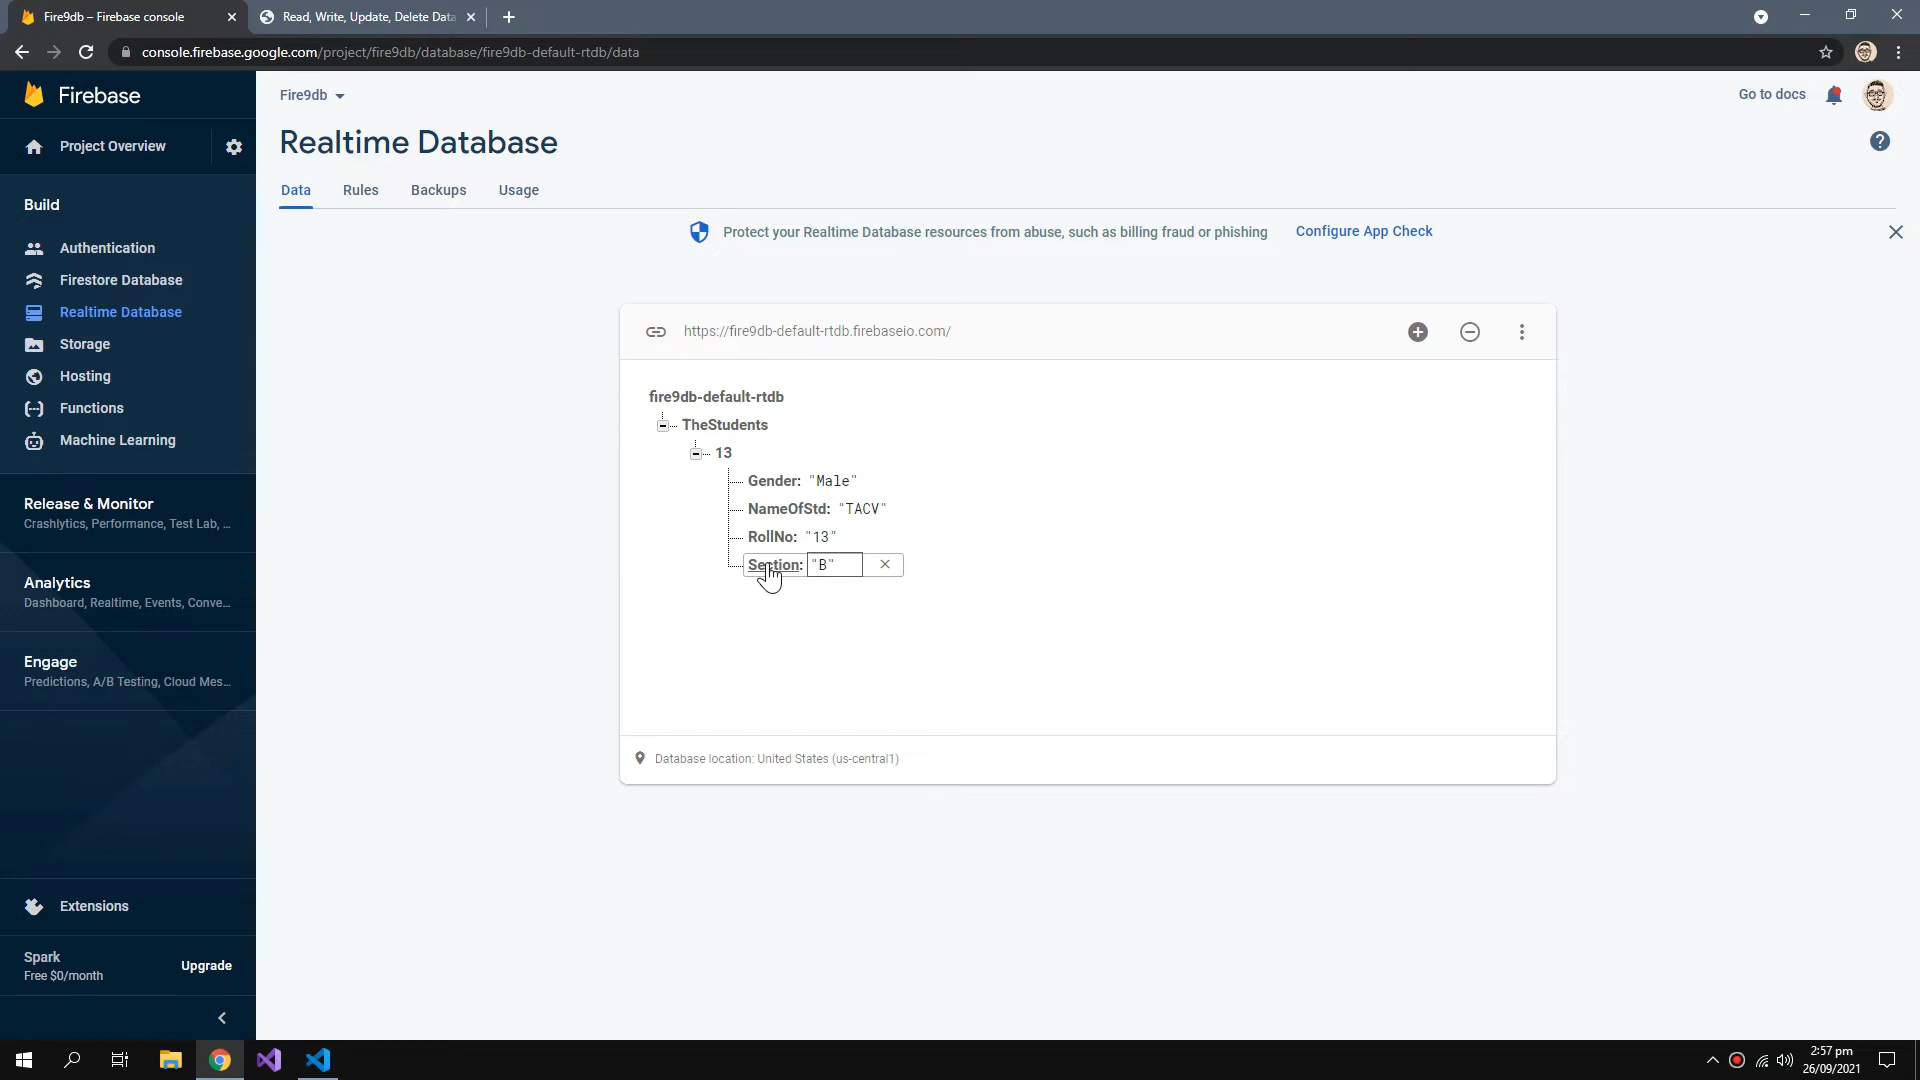 Fire9db – Firebase console
Read, Write, Update, Delete Data
console.firebase.google.com/project/fire9db/database/fire9db-default-rtdb/data
Firebase
Fire9db
Go to docs
Project Overview
Realtime Database
Build
Data
Rules
Backups
Usage
Protect your Realtime Database resources from abuse, such as billing fraud or phishing
Configure App Check
Authentication
Firestore Database
Realtime Database
Storage
Hosting
Functions
Machine Learning
https://fire9db-default-rtdb.firebaseio.com/
fire9db-default-rtdb
TheStudents
13
Gender: "Male"
NameOfStd: "TACV"
RollNo: "13"
Section: "B"
Release & Monitor
Crashlytics, Performance, Test Lab, ...
Analytics
Dashboard, Realtime, Events, Conve...
Engage
Predictions, A/B Testing, Cloud Mes...
Database location: United States (us-central1)
Extensions
Spark
Free $0/month
Upgrade
2:57 pm
26/09/2021